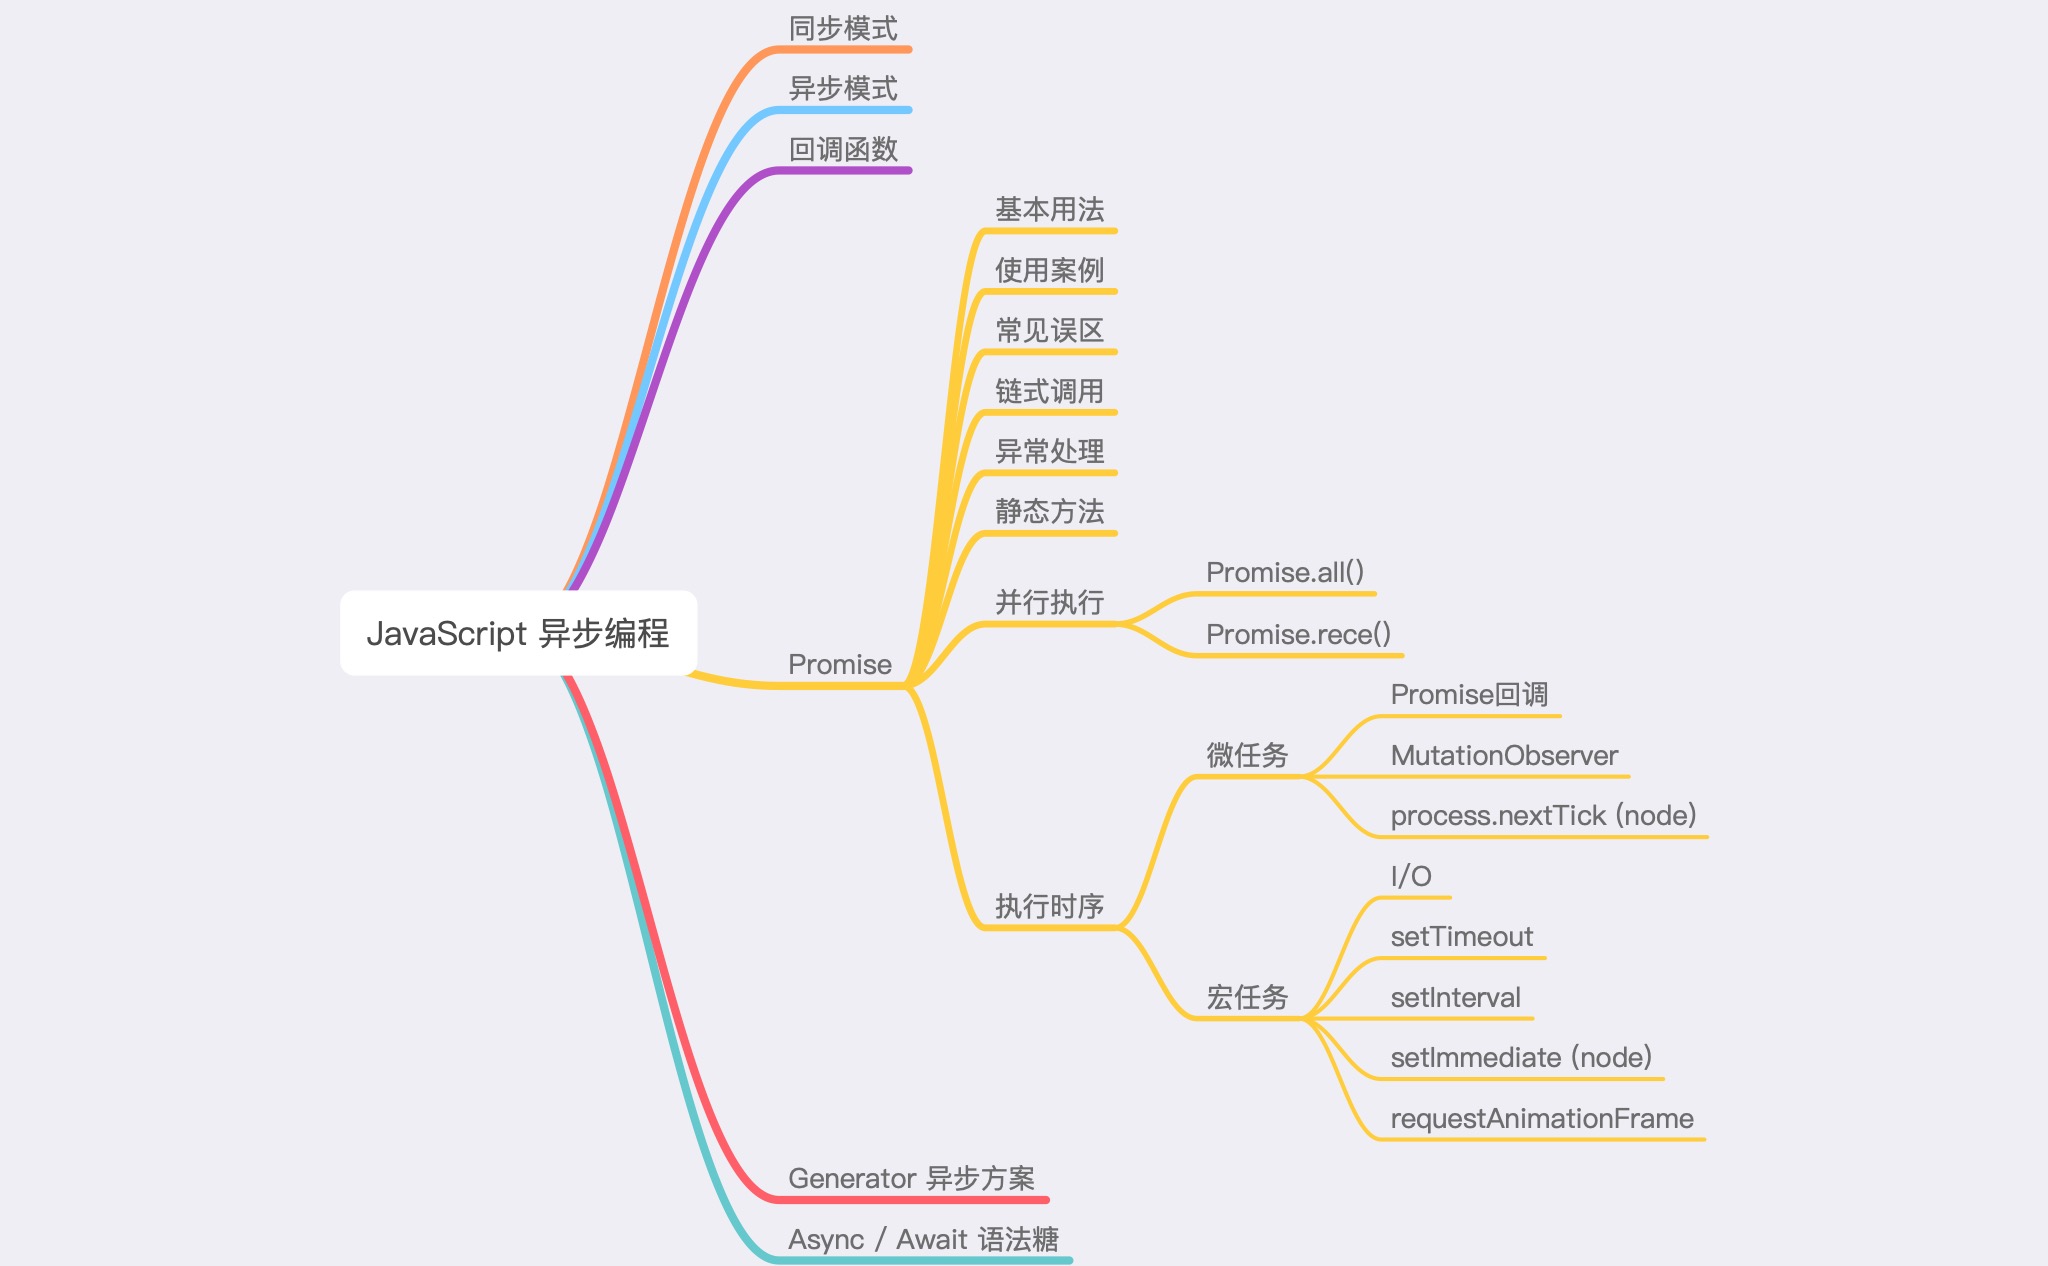 同步模式
异步模式
回调函数
基本用法
使用案例
常见误区
链式调用
异常处理
静态方法
Promise.all()
并行执行
Promise.rece()
JavaScript 异步编程
Promise
Promise回调
微任务
MutationObserver
process.nextTick (node)
I/O
执行时序
setTimeout
宏任务
setInterval
setImmediate (node)
requestAnimationFrame
Generator 异步方案
Async / Await 语法糖